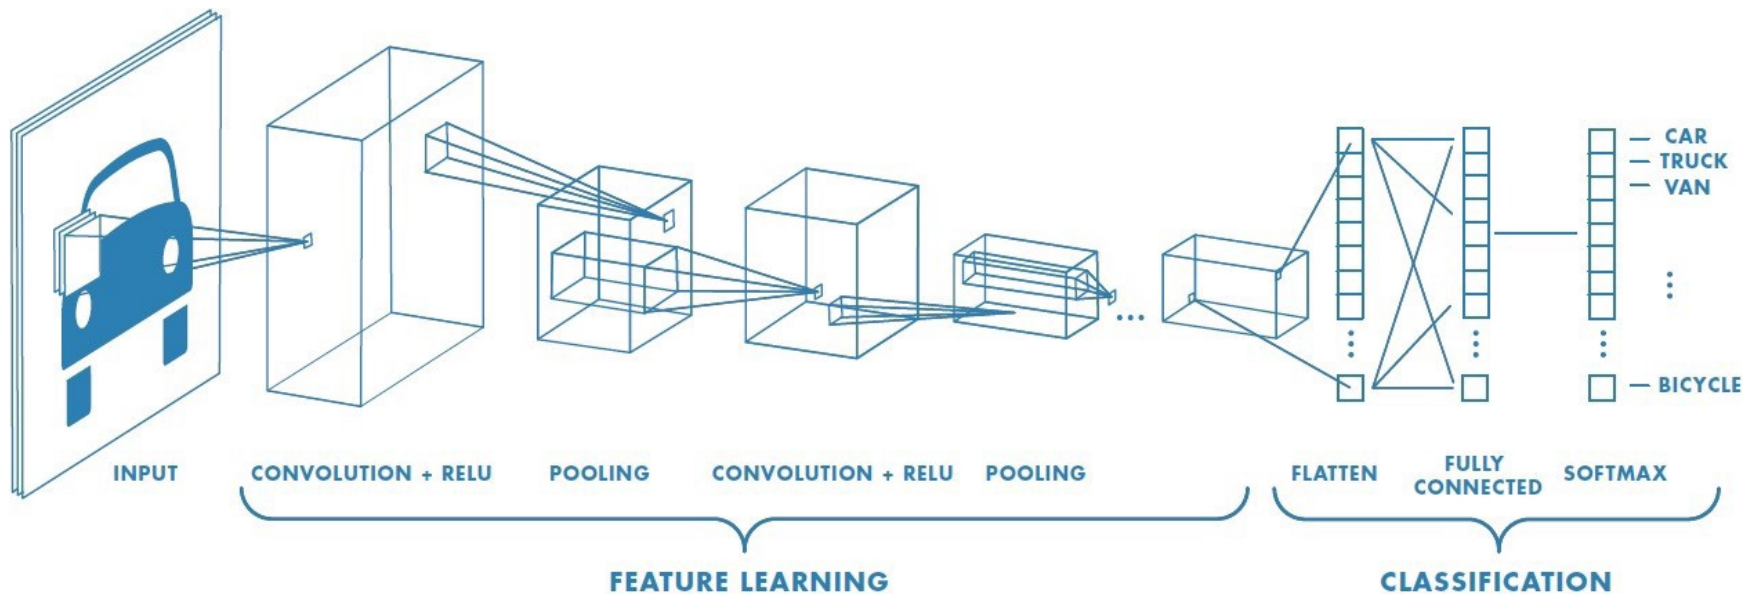 CAR
TRUCK
VAN
BICYCLE
INPUT
CONVOLUTION + RELU
POOLING
CONVOLUTION + RELU
POOLING
FLATTEN
FULLY
CONNECTED
SOFTMAX
FEATURE LEARNING
CLASSIFICATION